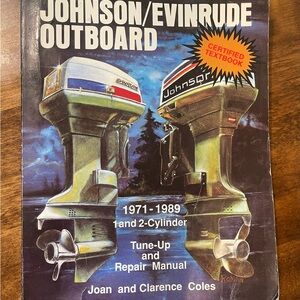 JOHNSON/EVINRUDE
OUTBOARD
CERTIFIED
TEXTBOOK
Johnson
1971-1989
1 and 2-Cylinder
Tune-Up
and
Repair Manual
Joan and Clarence Coles